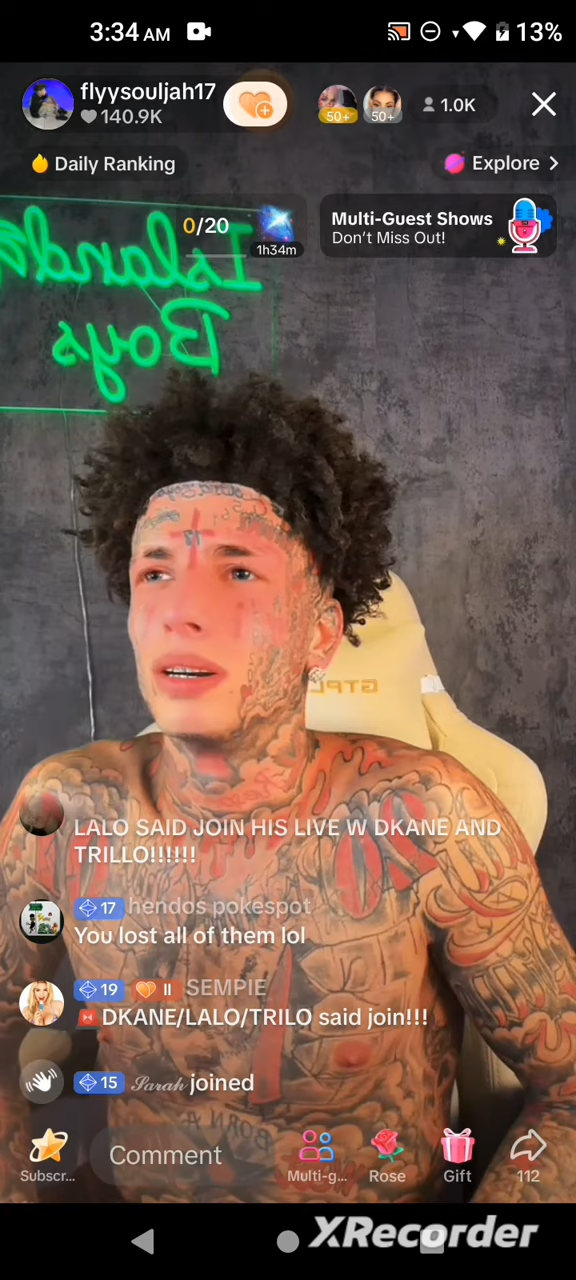 3:34 AM
13%
flyysouljah17
140.9K
50+
50+
1.0K
Daily Ranking
Explore >
0/20
1h34m
Multi-Guest Shows
Don't Miss Out!
Island
Boys
GTPL
LALO SAID JOIN HIS LIVE W DKANE AND
TRILLO!!!!!!
17 hendos pokespot
You lost all of them lol
19 II SEMPIE
🚨DKANE/LALO/TRILO said join!!!
15 𝒮𝒶𝓇𝒶𝒽 joined
BORN A
Subscr...
Comment
Multi-g...
Rose
Gift
112
XRecorder